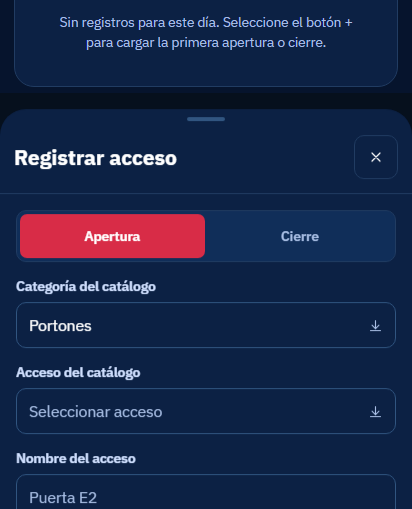 Sin registros para este día. Seleccione el botón +
para cargar la primera apertura o cierre.
Registrar acceso
Apertura
Cierre
Categoría del catálogo
Portones
Acceso del catálogo
Seleccionar acceso
Nombre del acceso
Puerta E2